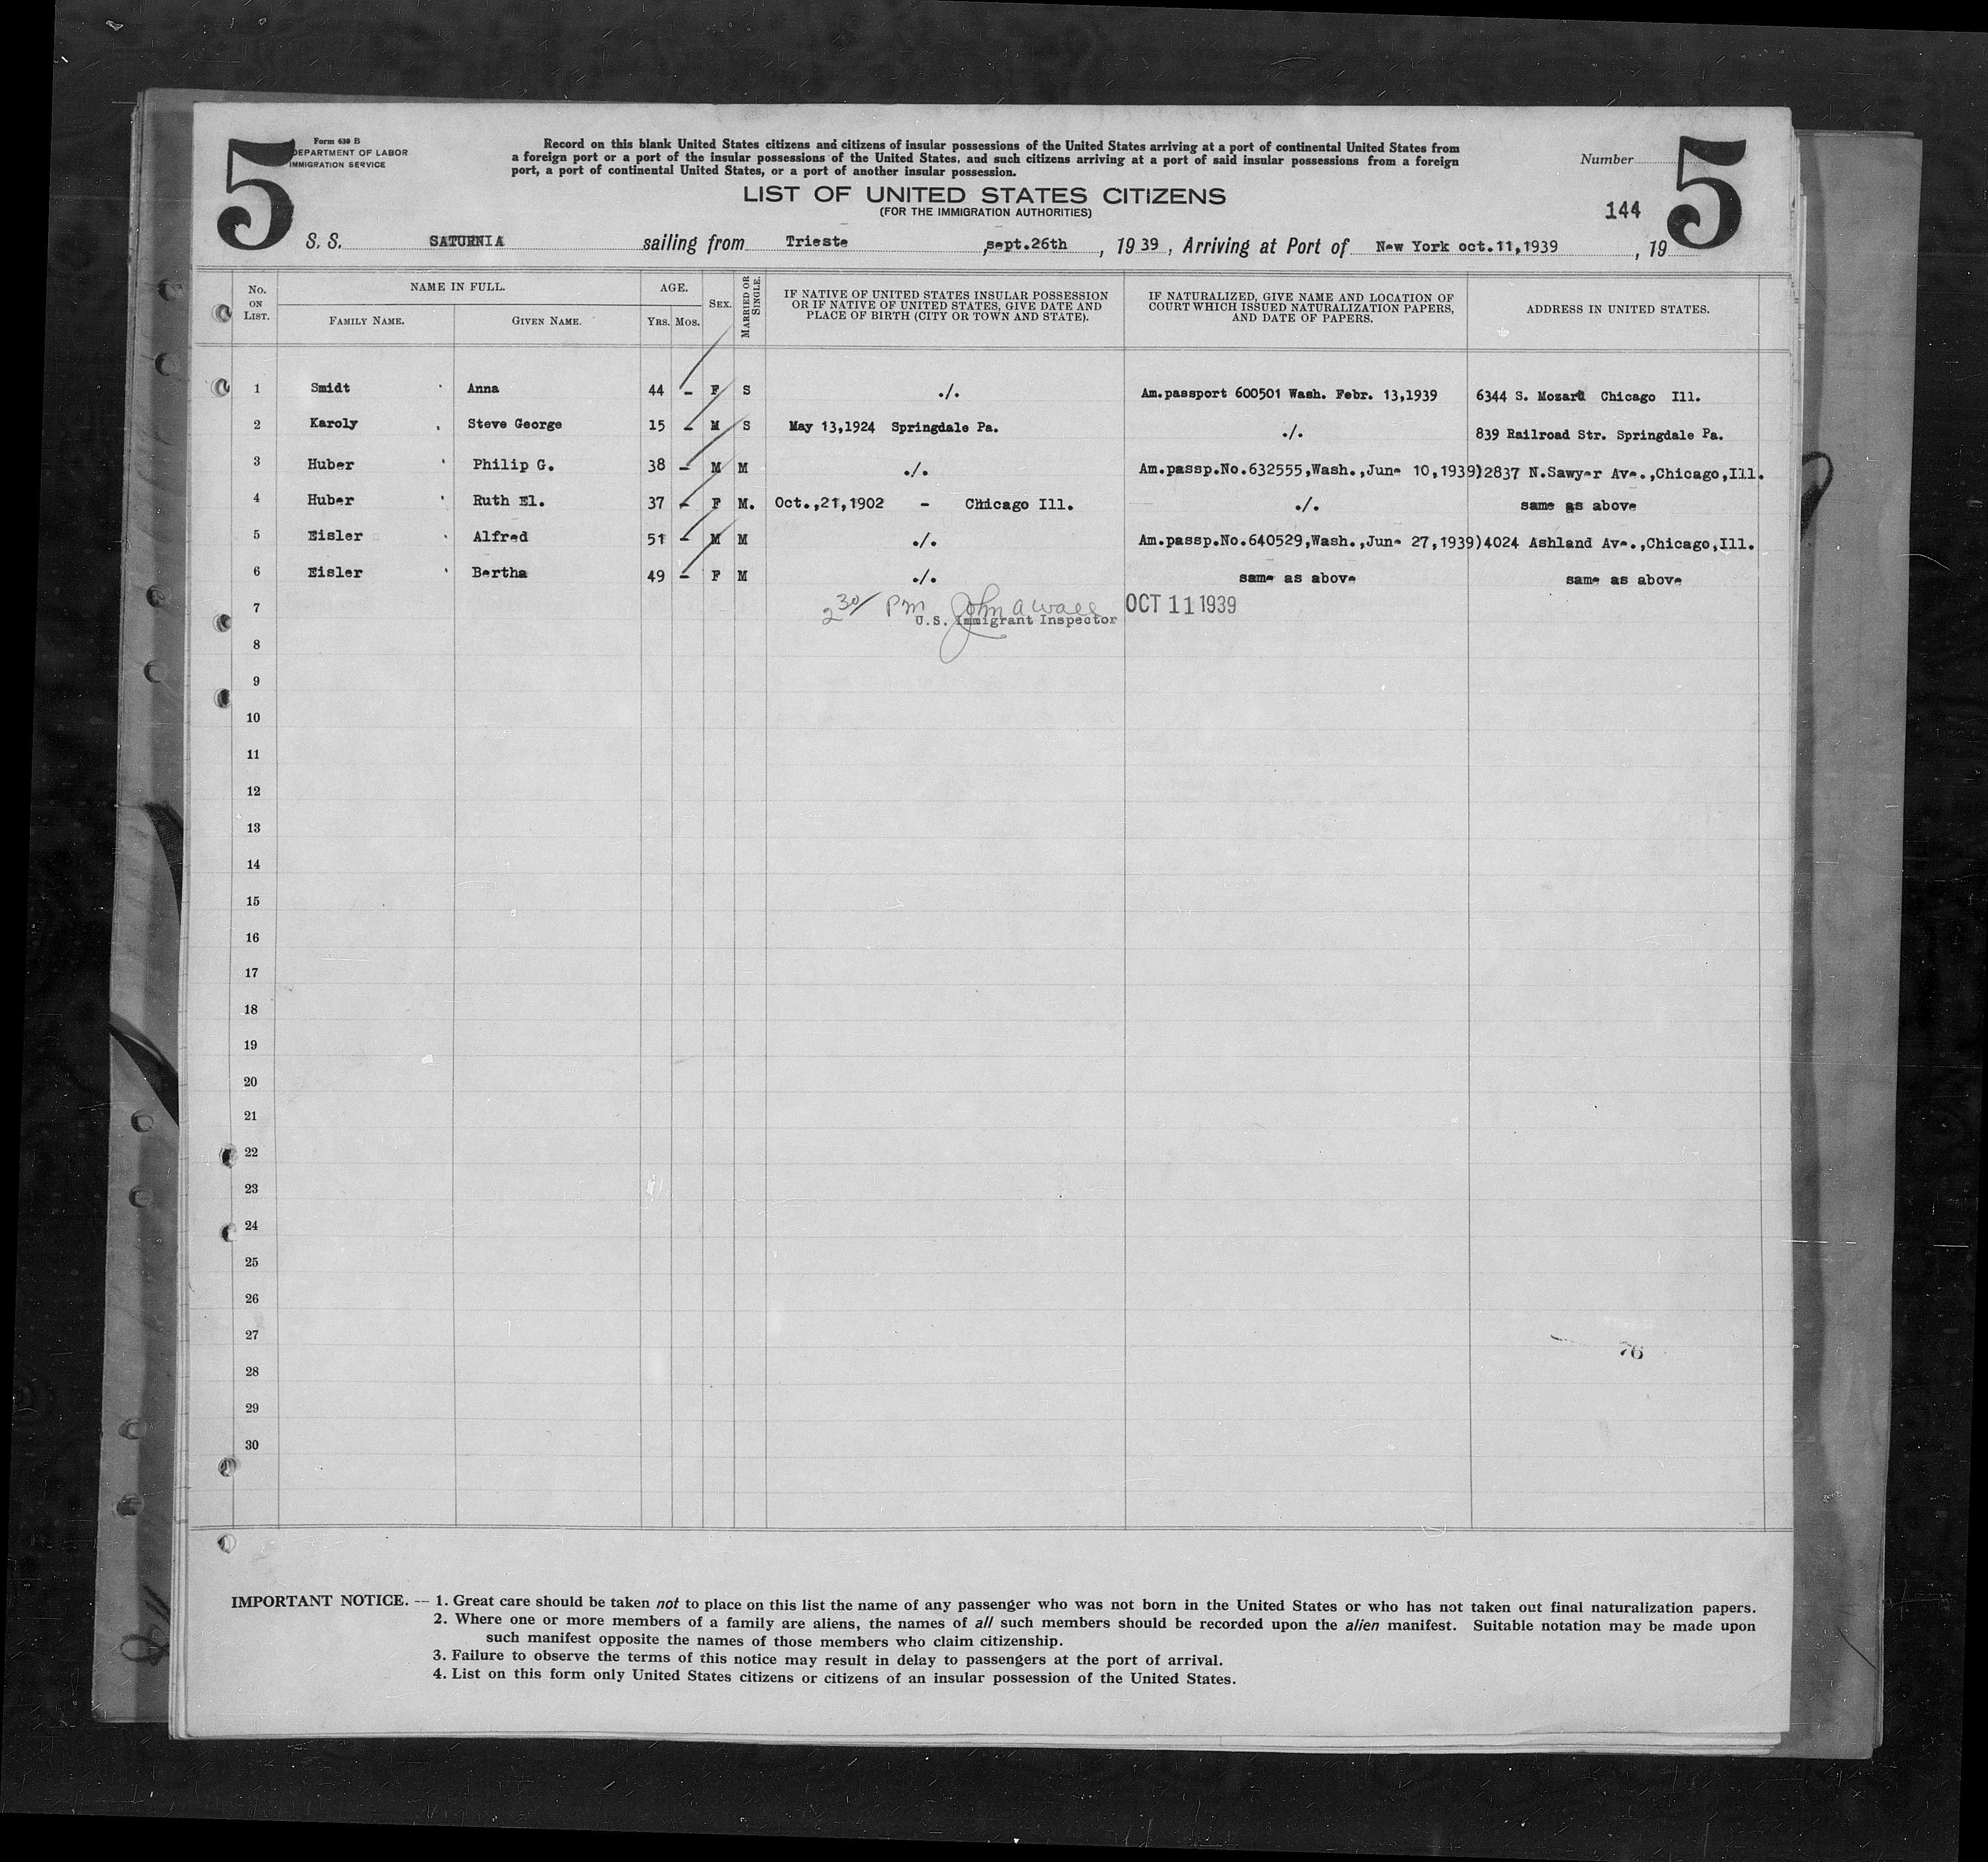 5
Form 630 B
DEPARTMENT OF LABOR
IMMIGRATION SERVICE
Record on this blank United States citizens and citizens of insular possessions of the United States arriving at a port of continental United States from
a foreign port or a port of the insular possessions of the United States, and such citizens arriving at a port of said insular possessions from a foreign
port, a port of continental United States, or a port of another insular possession.
Number
5
LIST OF UNITED STATES CITIZENS
(FOR THE IMMIGRATION AUTHORITIES)
144
S. S. SATURNIA sailing from Trieste ,sept.26th , 19 39 , Arriving at Port of New York oct.11,1939 , 19
No. ON LIST. NAME IN FULL. AGE. SEX. MARRIED OR SINGLE. IF NATIVE OF UNITED STATES INSULAR POSSESSION OR IF NATIVE OF UNITED STATES, GIVE DATE AND PLACE OF BIRTH (CITY OR TOWN AND STATE). IF NATURALIZED, GIVE NAME AND LOCATION OF COURT WHICH ISSUED NATURALIZATION PAPERS, AND DATE OF PAPERS. ADDRESS IN UNITED STATES.
FAMILY NAME. GIVEN NAME. YRS. MOS.
1 Smidt Anna 44 - F S ./. Am.passport 600501 Wash. Febr. 13,1939 6344 S. Mozard Chicago Ill.
2 Karoly Steve George 15 - M S May 13,1924 Springdale Pa. ./. 839 Railroad Str. Springdale Pa.
3 Huber Philip G. 38 - M M ./. Am.passp.No.632555,Wash.,June 10,1939)2837 N.Sawyer Ave.,Chicago,Ill.
4 Huber Ruth El. 37 - F M. Oct.,21,1902 - Chicago Ill. ./. same as above
5 Eisler Alfred 51 - M M ./. Am.passp.No.640529,Wash.,June 27,1939)4024 Ashland Ave.,Chicago,Ill.
6 Eisler Bertha 49 - F M ./. same as above same as above
7 2 30/ Pm John A Wall OCT 11 1939
U.S. Immigrant Inspector
8
9
10
11
12
13
14
15
16
17
18
19
20
21
22
23
24
25
26
27
76
28
29
30
IMPORTANT NOTICE. — 1. Great care should be taken not to place on this list the name of any passenger who was not born in the United States or who has not taken out final naturalization papers.
2. Where one or more members of a family are aliens, the names of all such members should be recorded upon the alien manifest. Suitable notation may be made upon
such manifest opposite the names of those members who claim citizenship.
3. Failure to observe the terms of this notice may result in delay to passengers at the port of arrival.
4. List on this form only United States citizens or citizens of an insular possession of the United States.